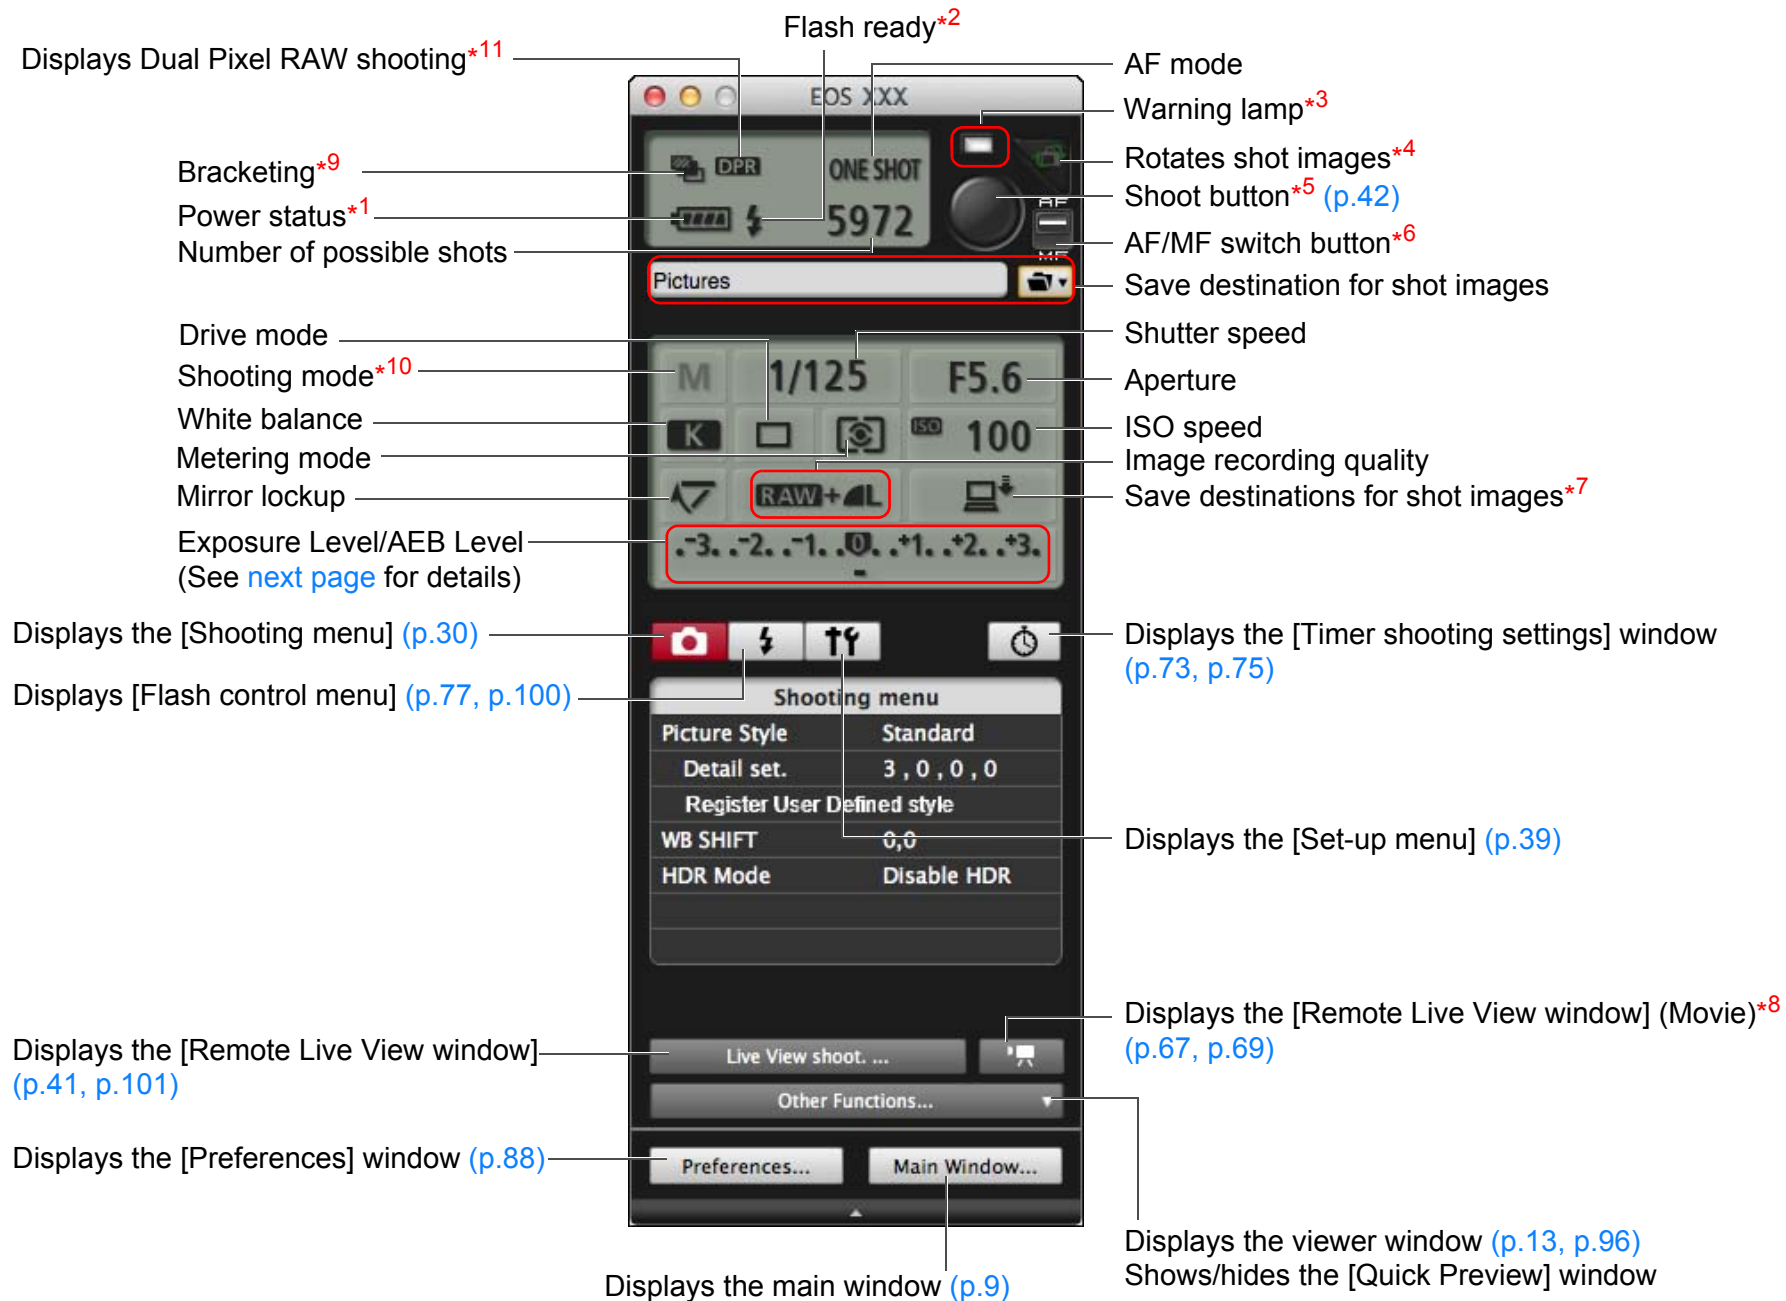 Flash ready*2
Displays Dual Pixel RAW shooting*11
AF mode
EOS XXX
Warning lamp*3
Bracketing*9
DPR
ONE SHOT
Rotates shot images*4
Shoot button*5 (p.42)
AF
Power status*1
5972
Number of possible shots
AF/MF switch button*6
MF
Pictures
Save destination for shot images
Drive mode
Shutter speed
Shooting mode*10
M
1/125
F5.6
Aperture
White balance
K
ISO
100
ISO speed
Metering mode
Image recording quality
Mirror lockup
RAW+L
Save destinations for shot images*7
Exposure Level/AEB Level
(See next page for details)
.-3. .-2. .-1. .0. .+1. .+2. .+3.
Displays the [Shooting menu] (p.30)
Displays the [Timer shooting settings] window
(p.73, p.75)
Displays [Flash control menu] (p.77, p.100)
Shooting menu
Picture Style Standard
Detail set. 3 , 0 , 0 , 0
Register User Defined style
WB SHIFT 0,0
Displays the [Set-up menu] (p.39)
HDR Mode Disable HDR
Displays the [Remote Live View window] (Movie)*8
(p.67, p.69)
Displays the [Remote Live View window]
(p.41, p.101)
Live View shoot. ...
Other Functions...
Displays the [Preferences] window (p.88)
Preferences...
Main Window...
Displays the viewer window (p.13, p.96)
Shows/hides the [Quick Preview] window
Displays the main window (p.9)